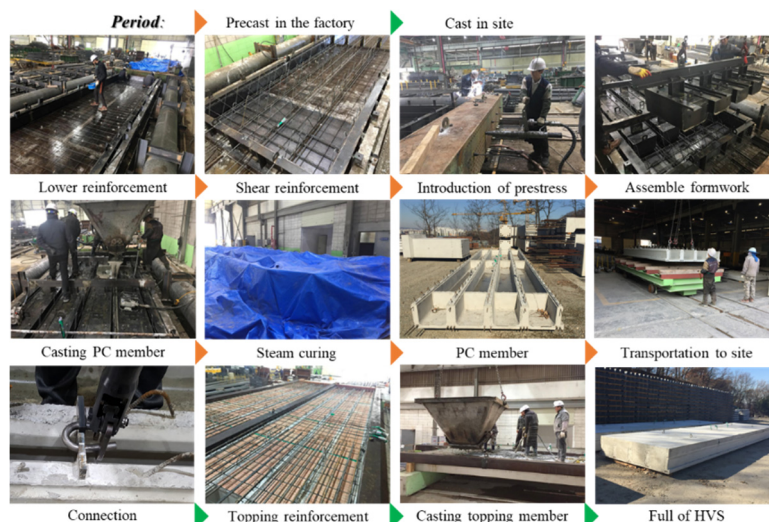 Period:
Precast in the factory
Cast in site
Lower reinforcement
Shear reinforcement
Introduction of prestress
Assemble formwork
Casting PC member
Steam curing
PC member
Transportation to site
Connection
Topping reinforcement
Casting topping member
Full of HVS